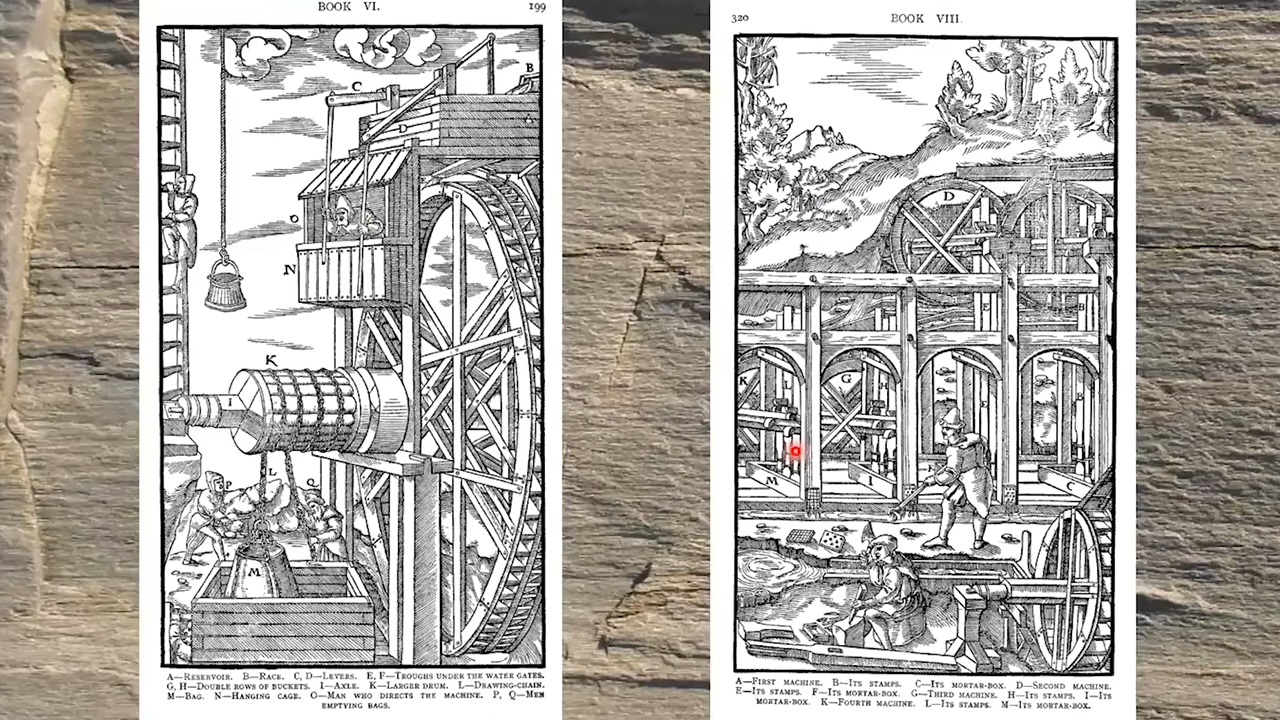 BOOK VI.
199
A—Reservoir. B—Race. C, D—Levers. E, F—Troughs under the water gates.
G, H—Double rows of buckets. I—Axle. K—Larger drum. L—Drawing-chain.
M—Bag. N—Hanging cage. O—Man who directs the machine. P, Q—Men
emptying bags.
C
B
D
A
F
O
N
K
I
L
P
Q
M
320
BOOK VIII.
D
E
B
K
L
G
H
E
B
M
I
F
C
A—First machine. B—Its stamps. C—Its mortar-box. D—Second machine.
E—Its stamps. F—Its mortar-box. G—Third machine. H—Its stamps. I—Its
mortar-box. K—Fourth machine. L—Its stamps. M—Its mortar-box.